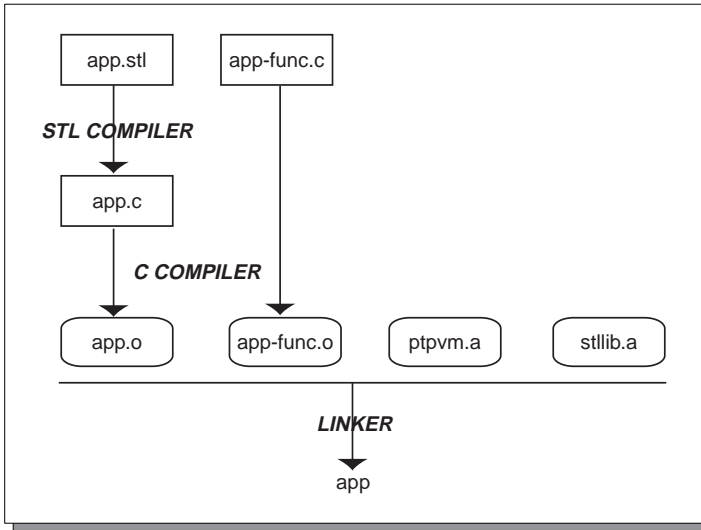 app.stl
app-func.c
STL COMPILER
app.c
C COMPILER
app.o
app-func.o
ptpvm.a
stllib.a
LINKER
app